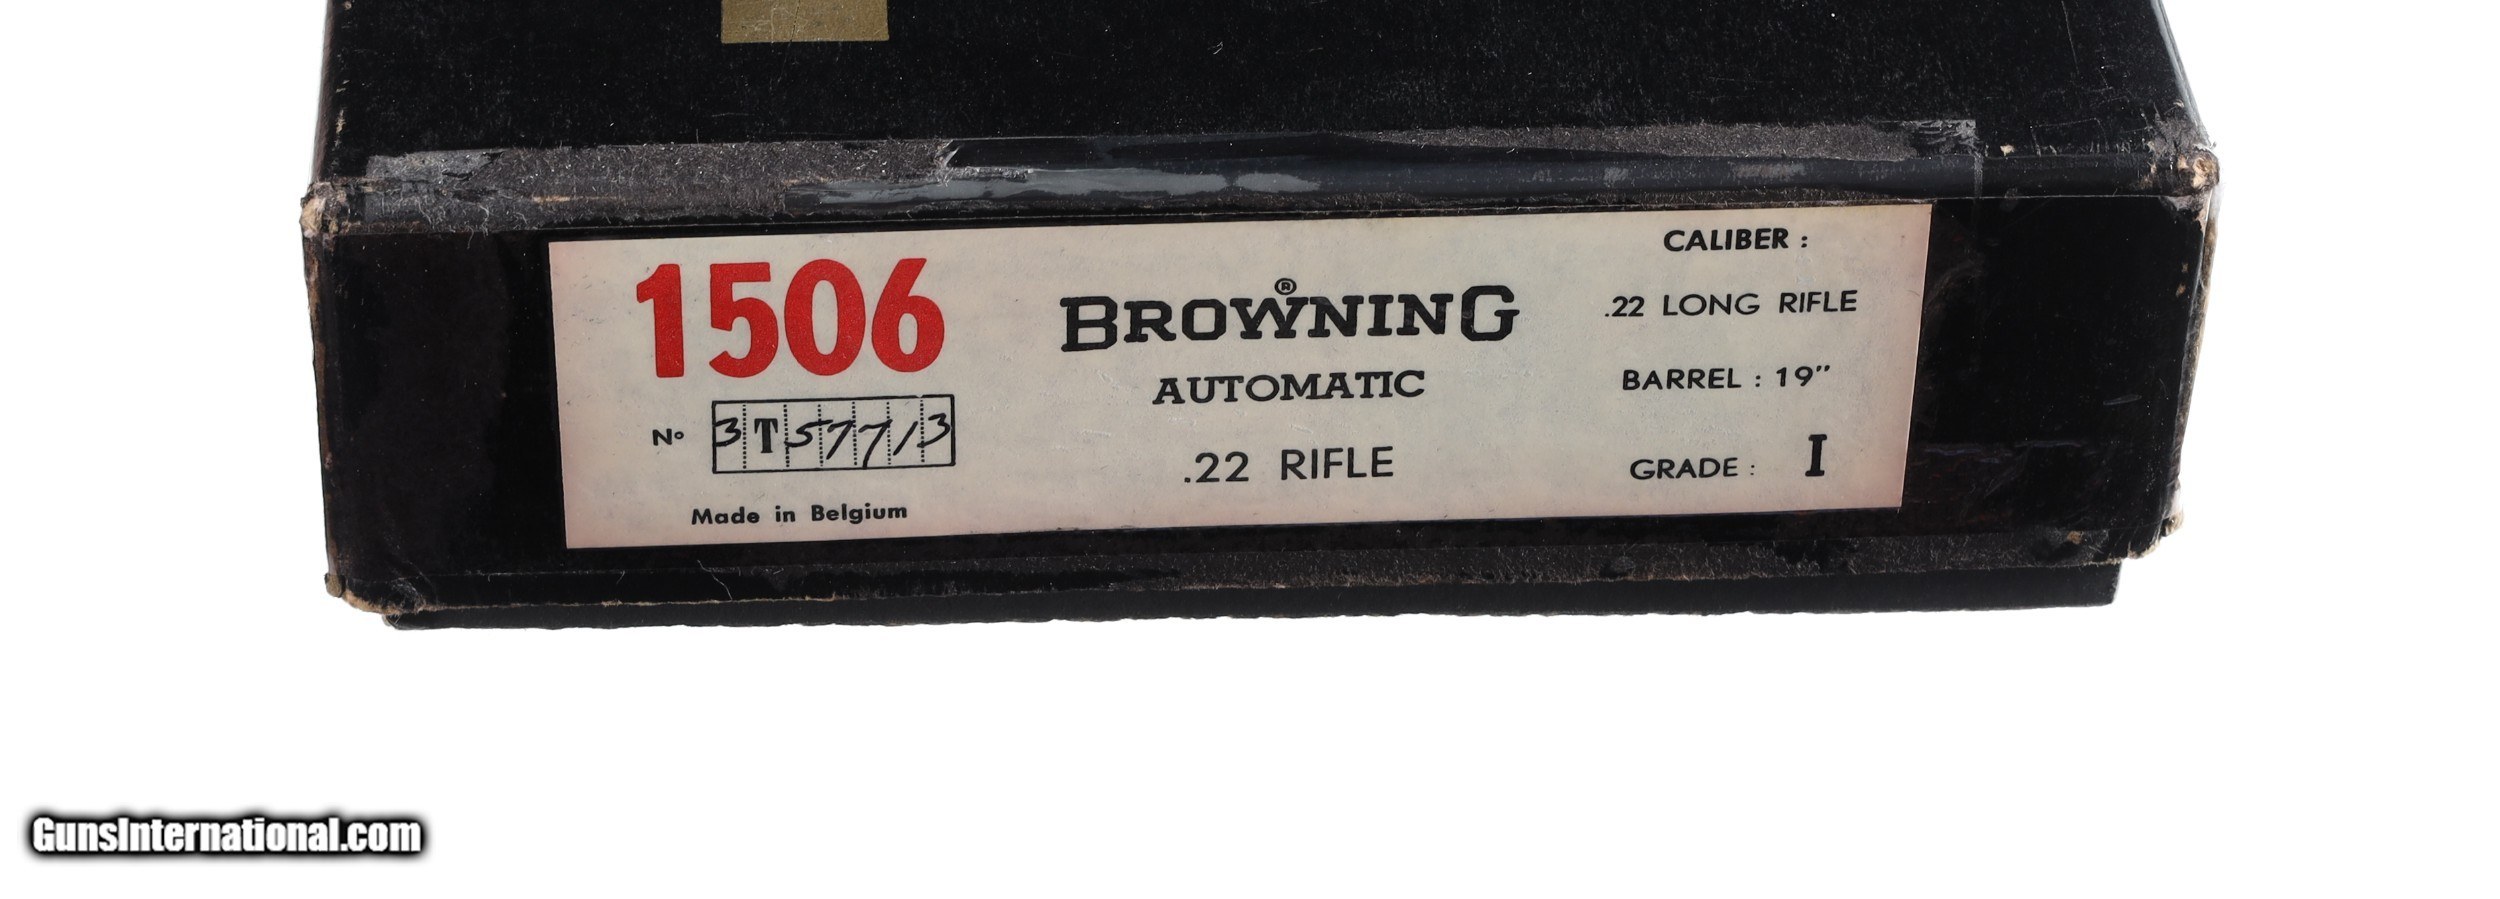 1506
Nº 3T57713
Made in Belgium
BROWNING®
AUTOMATIC
.22 RIFLE
CALIBER :
.22 LONG RIFLE
BARREL : 19"
GRADE : I
GunsInternational.com